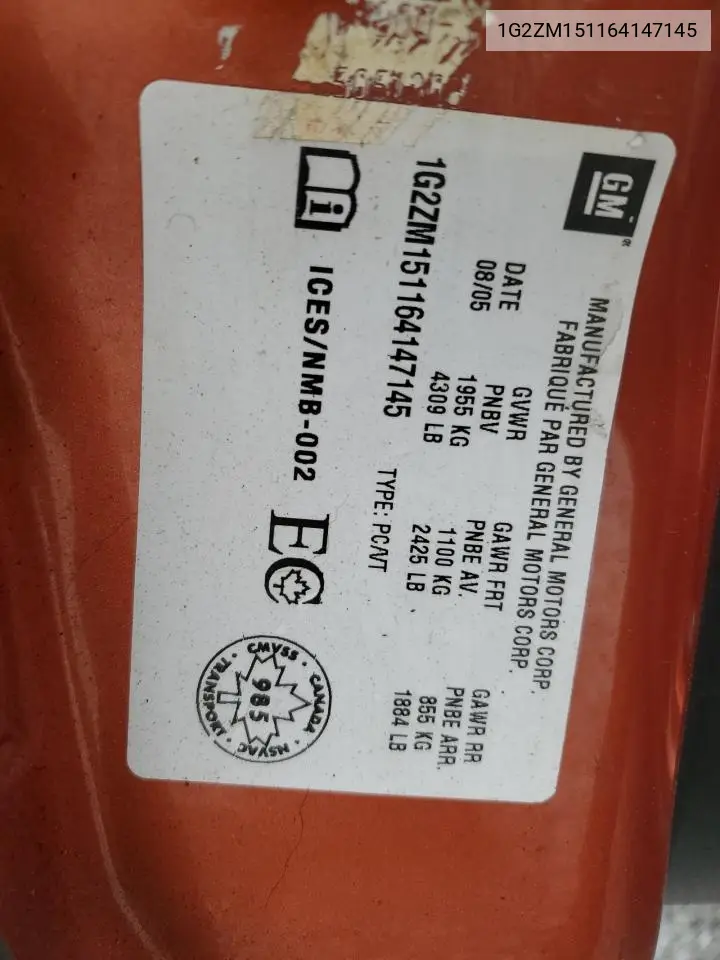 1G2ZM151164147145
GM
MANUFACTURED BY GENERAL MOTORS CORP.
FABRIQUÉ PAR GENERAL MOTORS CORP.
DATE GVWR GAWR FRT GAWR RR
08/05 PNBV PNBE AV. PNBE ARR.
1955 KG 1100 KG 855 KG
4309 LB 2425 LB 1884 LB
1G2ZM151164147145 TYPE: PC/VT
i ICES/NMB-002 EC
CANADA · NSVAC · TRANSPORT · CMVSS ·
985